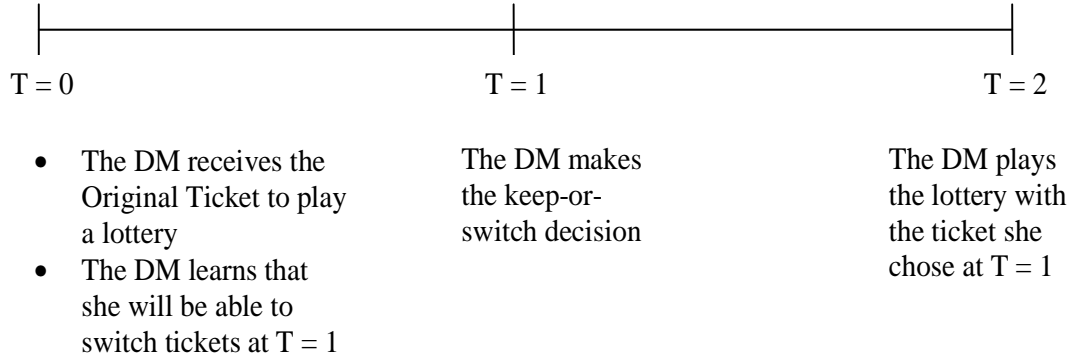 T = 0
T = 1
T = 2
• The DM receives the
Original Ticket to play
a lottery
• The DM learns that
she will be able to
switch tickets at T = 1
The DM makes
the keep-or-
switch decision
The DM plays
the lottery with
the ticket she
chose at T = 1